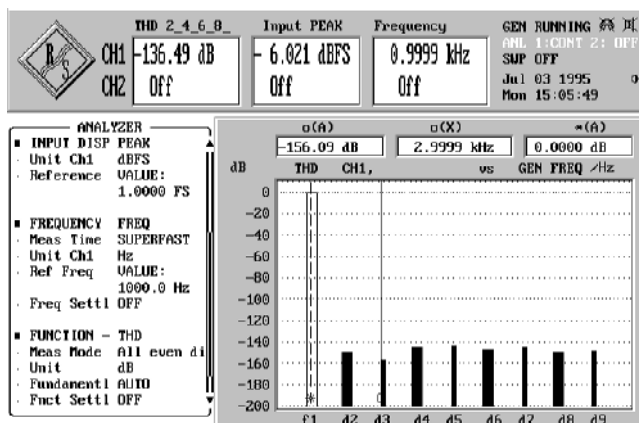 THD 2_4_6_8_ Input PEAK Frequency
CH1 -136.49 dB - 6.021 dBFS 0.9999 kHz
CH2 Off Off Off
GEN RUNNING
ANL 1:CONT 2: OFF
SWP OFF
Jul 03 1995
Mon 15:05:49
R S
ANALYZER
INPUT DISP PEAK
Unit Ch1 dBFS
Reference VALUE:
1.0000 FS
FREQUENCY FREQ
Meas Time SUPERFAST
Unit Ch1 Hz
Ref Freq VALUE:
1000.0 Hz
Freq Settl OFF
FUNCTION - THD
Meas Mode All even di
Unit dB
Fundamentl AUTO
Fnct Settl OFF
o(A) o(X) *(A)
-156.09 dB 2.9999 kHz 0.0000 dB
dB THD CH1, vs GEN FREQ /Hz
0
-20
-40
-60
-80
-100
-120
-140
-160
-180
-200
f1 d2 d3 d4 d5 d6 d7 d8 d9